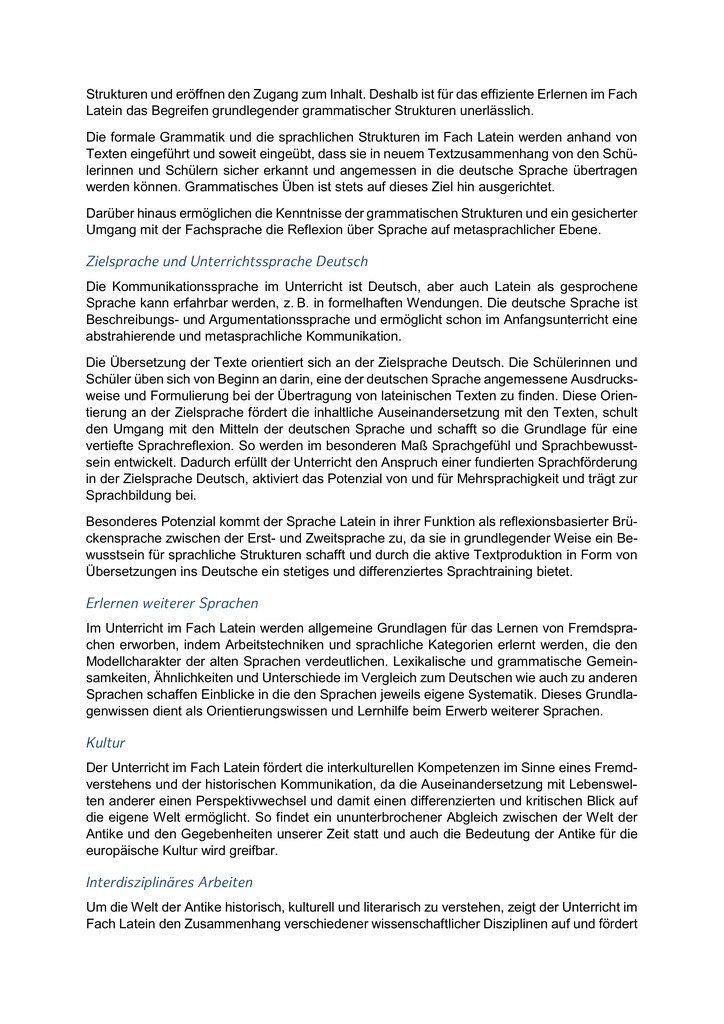 Strukturen und eröffnen den Zugang zum Inhalt. Deshalb ist für das effiziente Erlernen im Fach
Latein das Begreifen grundlegender grammatischer Strukturen unerlässlich.
Die formale Grammatik und die sprachlichen Strukturen im Fach Latein werden anhand von
Texten eingeführt und soweit eingeübt, dass sie in neuem Textzusammenhang von den Schü-
lerinnen und Schülern sicher erkannt und angemessen in die deutsche Sprache übertragen
werden können. Grammatisches Üben ist stets auf dieses Ziel hin ausgerichtet.
Darüber hinaus ermöglichen die Kenntnisse der grammatischen Strukturen und ein gesicherter
Umgang mit der Fachsprache die Reflexion über Sprache auf metasprachlicher Ebene.
Zielsprache und Unterrichtssprache Deutsch
Die Kommunikationssprache im Unterricht ist Deutsch, aber auch Latein als gesprochene
Sprache kann erfahrbar werden, z. B. in formelhaften Wendungen. Die deutsche Sprache ist
Beschreibungs- und Argumentationssprache und ermöglicht schon im Anfangsunterricht eine
abstrahierende und metasprachliche Kommunikation.
Die Übersetzung der Texte orientiert sich an der Zielsprache Deutsch. Die Schülerinnen und
Schüler üben sich von Beginn an darin, eine der deutschen Sprache angemessene Ausdrucks-
weise und Formulierung bei der Übertragung von lateinischen Texten zu finden. Diese Orien-
tierung an der Zielsprache fördert die inhaltliche Auseinandersetzung mit den Texten, schult
den Umgang mit den Mitteln der deutschen Sprache und schafft so die Grundlage für eine
vertiefte Sprachreflexion. So werden im besonderen Maß Sprachgefühl und Sprachbewusst-
sein entwickelt. Dadurch erfüllt der Unterricht den Anspruch einer fundierten Sprachförderung
in der Zielsprache Deutsch, aktiviert das Potenzial von und für Mehrsprachigkeit und trägt zur
Sprachbildung bei.
Besonderes Potenzial kommt der Sprache Latein in ihrer Funktion als reflexionsbasierter Brü-
ckensprache zwischen der Erst- und Zweitsprache zu, da sie in grundlegender Weise ein Be-
wusstsein für sprachliche Strukturen schafft und durch die aktive Textproduktion in Form von
Übersetzungen ins Deutsche ein stetiges und differenziertes Sprachtraining bietet.
Erlernen weiterer Sprachen
Im Unterricht im Fach Latein werden allgemeine Grundlagen für das Lernen von Fremdspra-
chen erworben, indem Arbeitstechniken und sprachliche Kategorien erlernt werden, die den
Modellcharakter der alten Sprachen verdeutlichen. Lexikalische und grammatische Gemein-
samkeiten, Ähnlichkeiten und Unterschiede im Vergleich zum Deutschen wie auch zu anderen
Sprachen schaffen Einblicke in die den Sprachen jeweils eigene Systematik. Dieses Grundla-
genwissen dient als Orientierungswissen und Lernhilfe beim Erwerb weiterer Sprachen.
Kultur
Der Unterricht im Fach Latein fördert die interkulturellen Kompetenzen im Sinne eines Fremd-
verstehens und der historischen Kommunikation, da die Auseinandersetzung mit Lebenswel-
ten anderer einen Perspektivwechsel und damit einen differenzierten und kritischen Blick auf
die eigene Welt ermöglicht. So findet ein ununterbrochener Abgleich zwischen der Welt der
Antike und den Gegebenheiten unserer Zeit statt und auch die Bedeutung der Antike für die
europäische Kultur wird greifbar.
Interdisziplinäres Arbeiten
Um die Welt der Antike historisch, kulturell und literarisch zu verstehen, zeigt der Unterricht im
Fach Latein den Zusammenhang verschiedener wissenschaftlicher Disziplinen auf und fördert